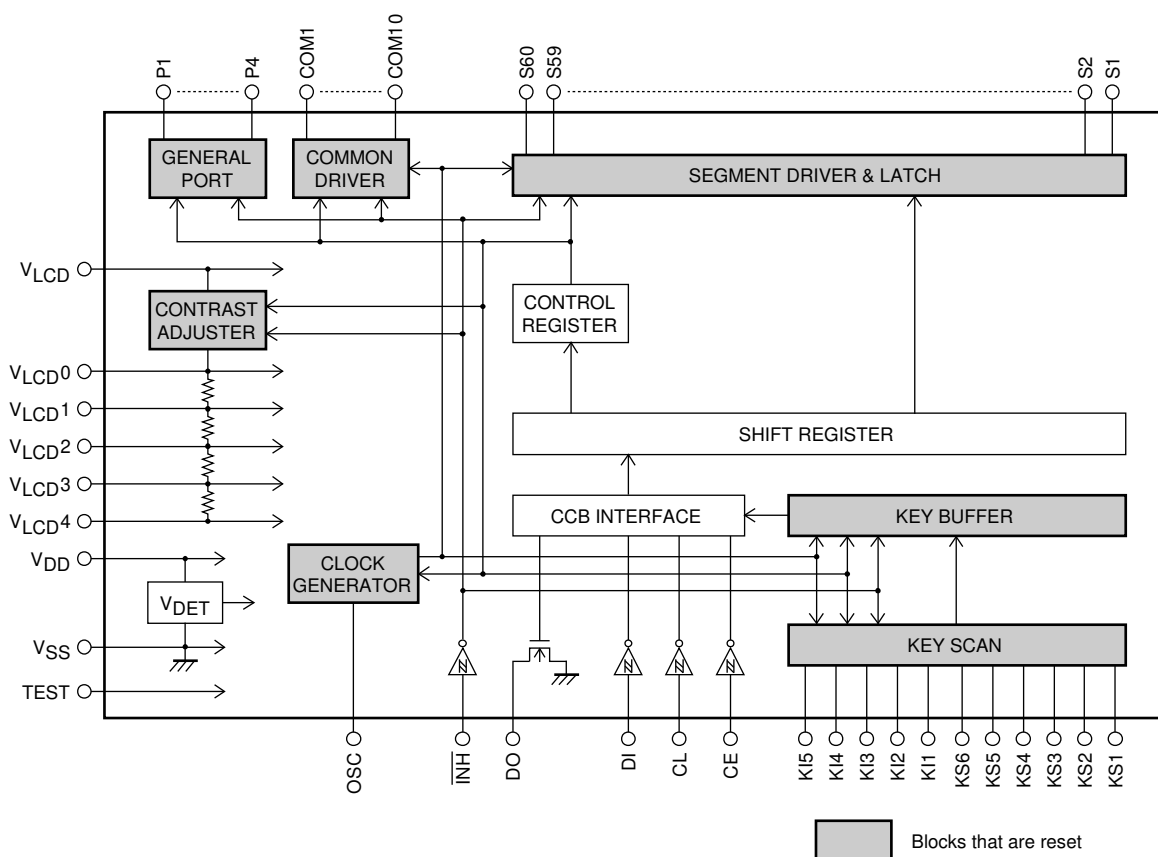 P1
P4
COM1
COM10
S60
S59
S2
S1
GENERAL
PORT
COMMON
DRIVER
SEGMENT DRIVER & LATCH
VLCD
CONTRAST
ADJUSTER
CONTROL
REGISTER
VLCD0
VLCD1
VLCD2
VLCD3
VLCD4
SHIFT REGISTER
CCB INTERFACE
KEY BUFFER
VDD
CLOCK
GENERATOR
VDET
VSS
KEY SCAN
TEST
OSC
INH
DO
DI
CL
CE
KI5
KI4
KI3
KI2
KI1
KS6
KS5
KS4
KS3
KS2
KS1
Blocks that are reset